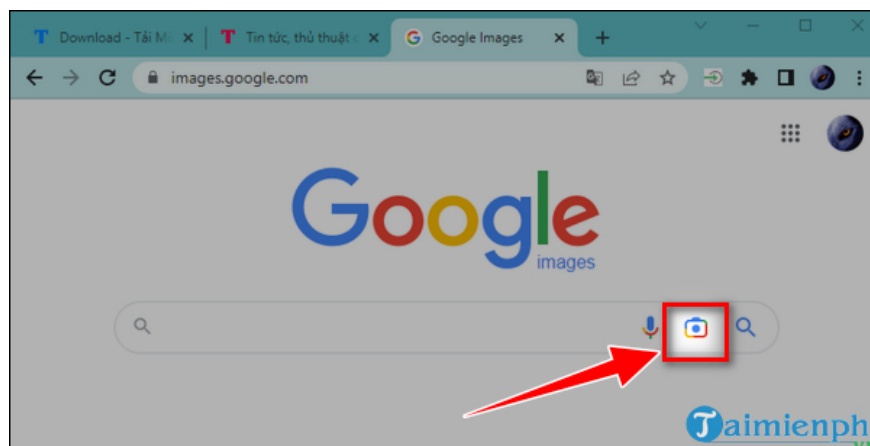 T Download - Tải Mi T Tin tức, thủ thuật c G Google Images
images.google.com
Google
images
Taimienph